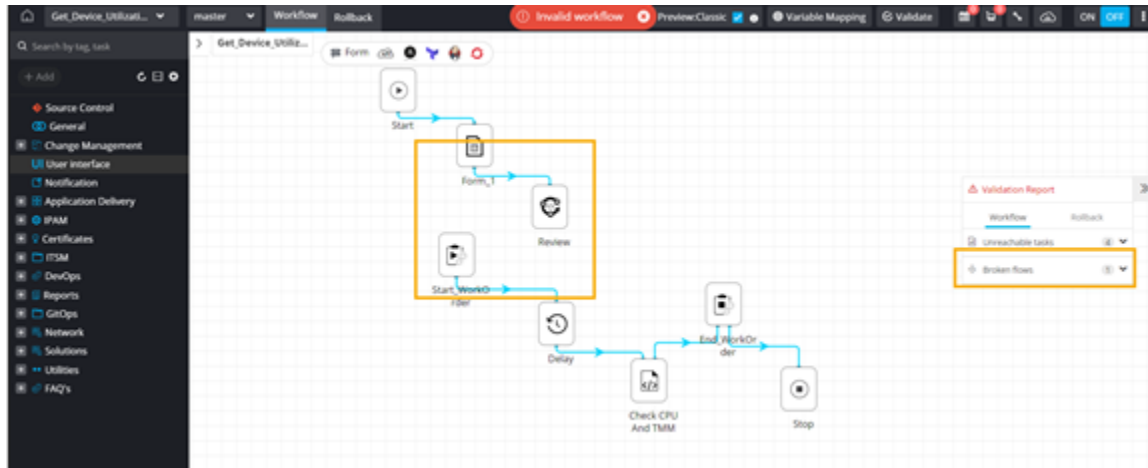 Get_Device_Utilizati...
master
Workflow
Rollback
Invalid workflow
Preview:Classic
Variable Mapping
Validate
ON OFF
Search by tag, task
+ Add
Source Control
General
Change Management
User interface
Notification
Application Delivery
IPAM
Certificates
ITSM
DevOps
Reports
GitOps
Network
Solutions
Utilities
FAQ's
Get_Device_Utiliz...
Form
Start
Form_1
Review
Start_WorkO
rder
Delay
Check CPU
And TMM
End_WorkOr
der
Stop
Validation Report
Workflow
Rollback
Unreachable tasks
Broken flows